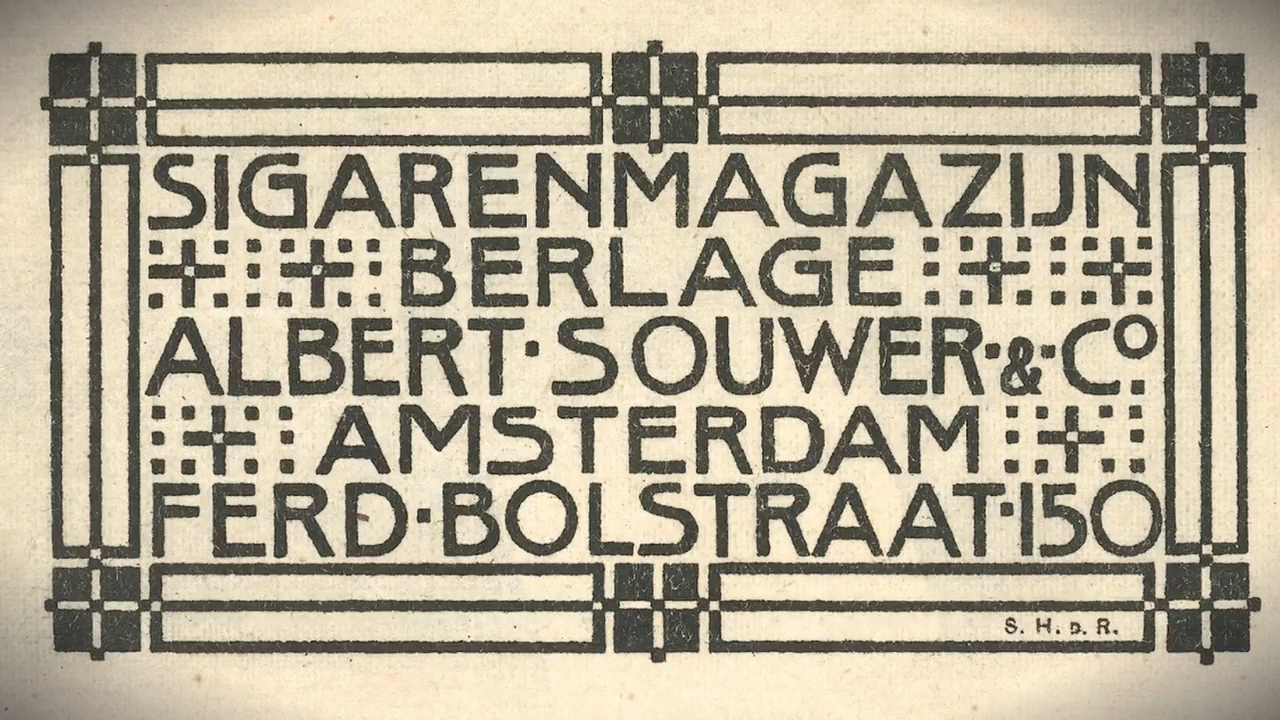 SIGARENMAGAZIJN
BERLAGE
ALBERT·SOUWER·&·Cº
AMSTERDAM
FERD·BOLSTRAAT·150
S. H. D. R.